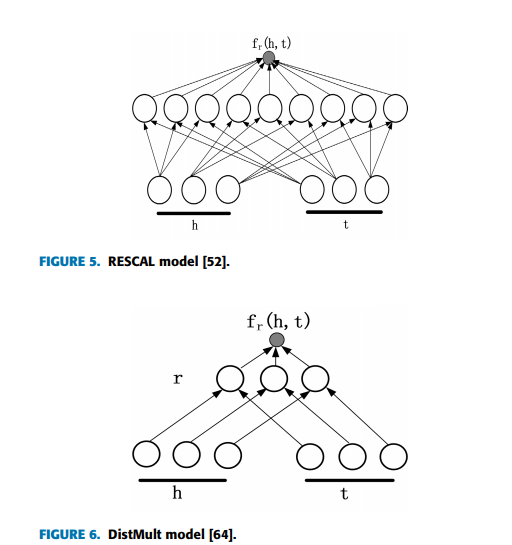 f_r(h, t)
h
t
FIGURE 5. RESCAL model [52].
f_r(h, t)
r
h
t
FIGURE 6. DistMult model [64].